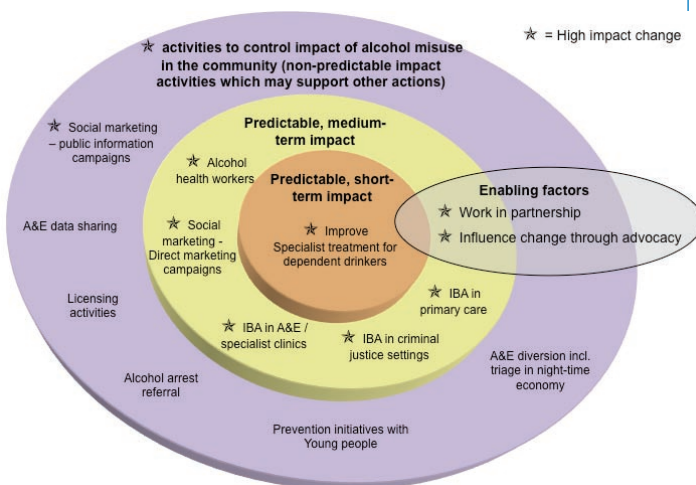 ✯ activities to control impact of alcohol misuse
in the community (non-predictable impact
activities which may support other actions)
✯ = High impact change
✯ Social marketing
– public information
campaigns
Predictable, medium-
term impact
✯ Alcohol
health workers
Predictable, short-
term impact
Enabling factors
✯ Work in partnership
✯ Influence change through advocacy
A&E data sharing
✯ Social
marketing -
Direct marketing
campaigns
✯ Improve
Specialist treatment for
dependent drinkers
Licensing
activities
✯ IBA in
primary care
✯ IBA in A&E /
specialist clinics
✯ IBA in criminal
justice settings
A&E diversion incl.
triage in night-time
economy
Alcohol arrest
referral
Prevention initiatives with
Young people